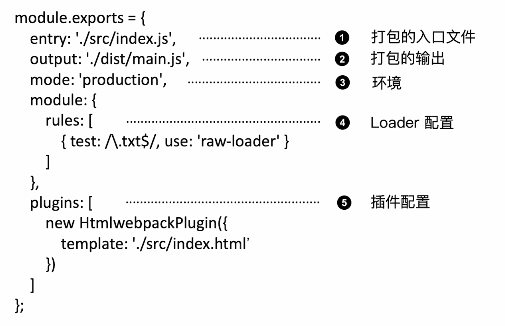 module.exports = {
entry: './src/index.js', ❶ 打包的入口文件
output: './dist/main.js', ❷ 打包的输出
mode: 'production', ❸ 环境
module: {
rules: [ ❹ Loader 配置
{ test: /\.txt$/, use: 'raw-loader' }
]
},
plugins: [ ❺ 插件配置
new HtmlwebpackPlugin({
template: './src/index.html’
})
]
};